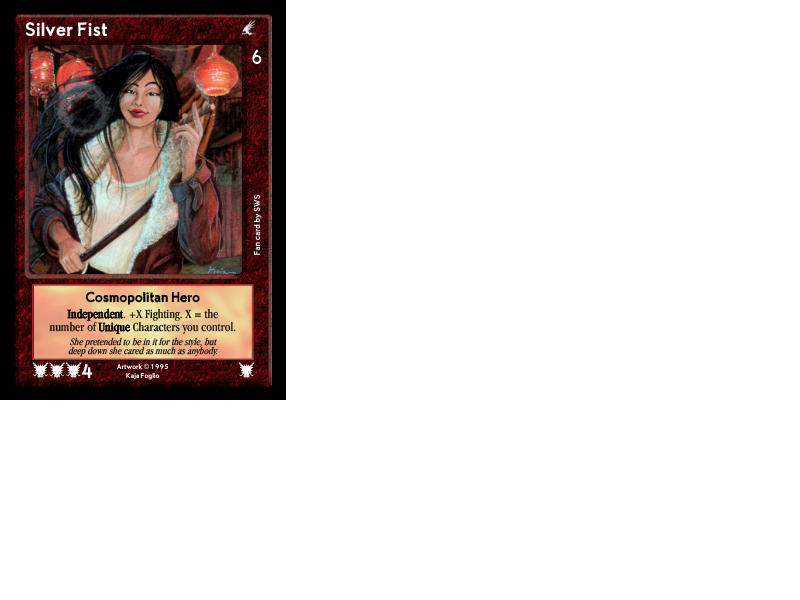 Silver Fist
6
Fan card by SWS
Cosmopolitan Hero
Independent. +X Fighting. X = the
number of Unique Characters you control.
She pretended to be in it for the style, but
deep down she cared as much as anybody.
4
Artwork © 1995
Kaja Foglio
Kaja